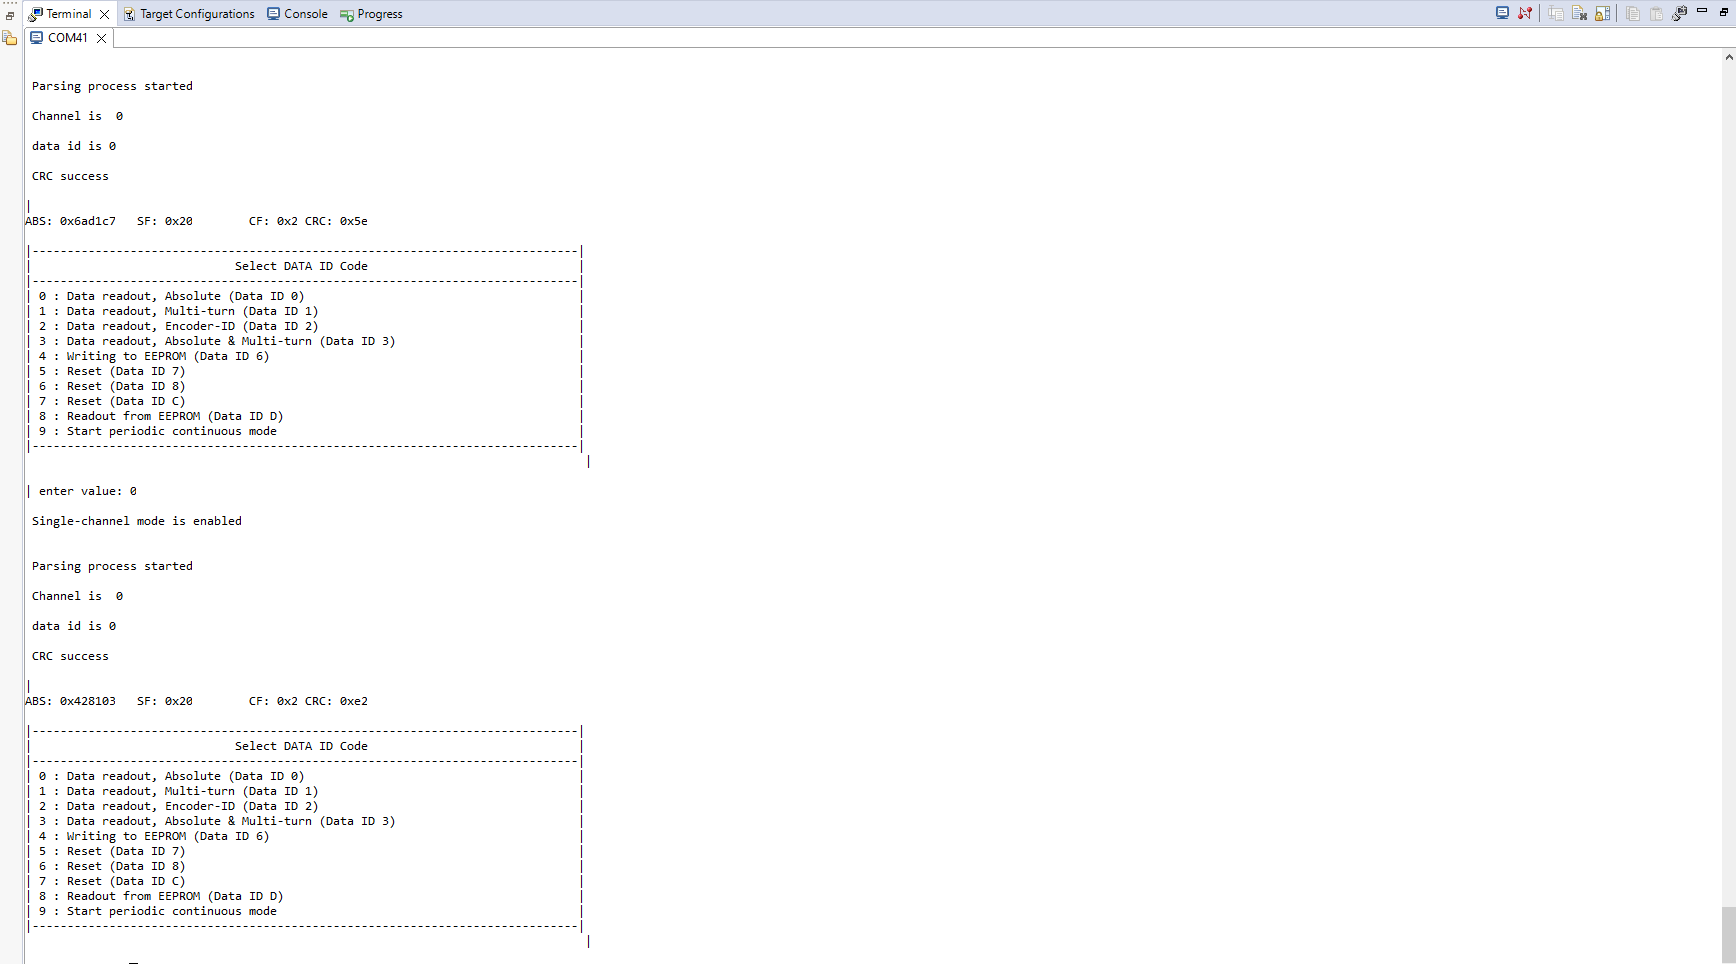 Terminal Target Configurations Console Progress
COM41
Parsing process started
Channel is  0
data id is 0
CRC success
|
ABS: 0x6ad1c7   SF: 0x20        CF: 0x2 CRC: 0x5e
|------------------------------------------------------------------------------|
|                             Select DATA ID Code                              |
|------------------------------------------------------------------------------|
| 0 : Data readout, Absolute (Data ID 0)                                       |
| 1 : Data readout, Multi-turn (Data ID 1)                                     |
| 2 : Data readout, Encoder-ID (Data ID 2)                                     |
| 3 : Data readout, Absolute & Multi-turn (Data ID 3)                          |
| 4 : Writing to EEPROM (Data ID 6)                                            |
| 5 : Reset (Data ID 7)                                                        |
| 6 : Reset (Data ID 8)                                                        |
| 7 : Reset (Data ID C)                                                        |
| 8 : Readout from EEPROM (Data ID D)                                          |
| 9 : Start periodic continuous mode                                           |
|------------------------------------------------------------------------------|
|
| enter value: 0
Single-channel mode is enabled
Parsing process started
Channel is  0
data id is 0
CRC success
|
ABS: 0x428103   SF: 0x20        CF: 0x2 CRC: 0xe2
|------------------------------------------------------------------------------|
|                             Select DATA ID Code                              |
|------------------------------------------------------------------------------|
| 0 : Data readout, Absolute (Data ID 0)                                       |
| 1 : Data readout, Multi-turn (Data ID 1)                                     |
| 2 : Data readout, Encoder-ID (Data ID 2)                                     |
| 3 : Data readout, Absolute & Multi-turn (Data ID 3)                          |
| 4 : Writing to EEPROM (Data ID 6)                                            |
| 5 : Reset (Data ID 7)                                                        |
| 6 : Reset (Data ID 8)                                                        |
| 7 : Reset (Data ID C)                                                        |
| 8 : Readout from EEPROM (Data ID D)                                          |
| 9 : Start periodic continuous mode                                           |
|------------------------------------------------------------------------------|
|